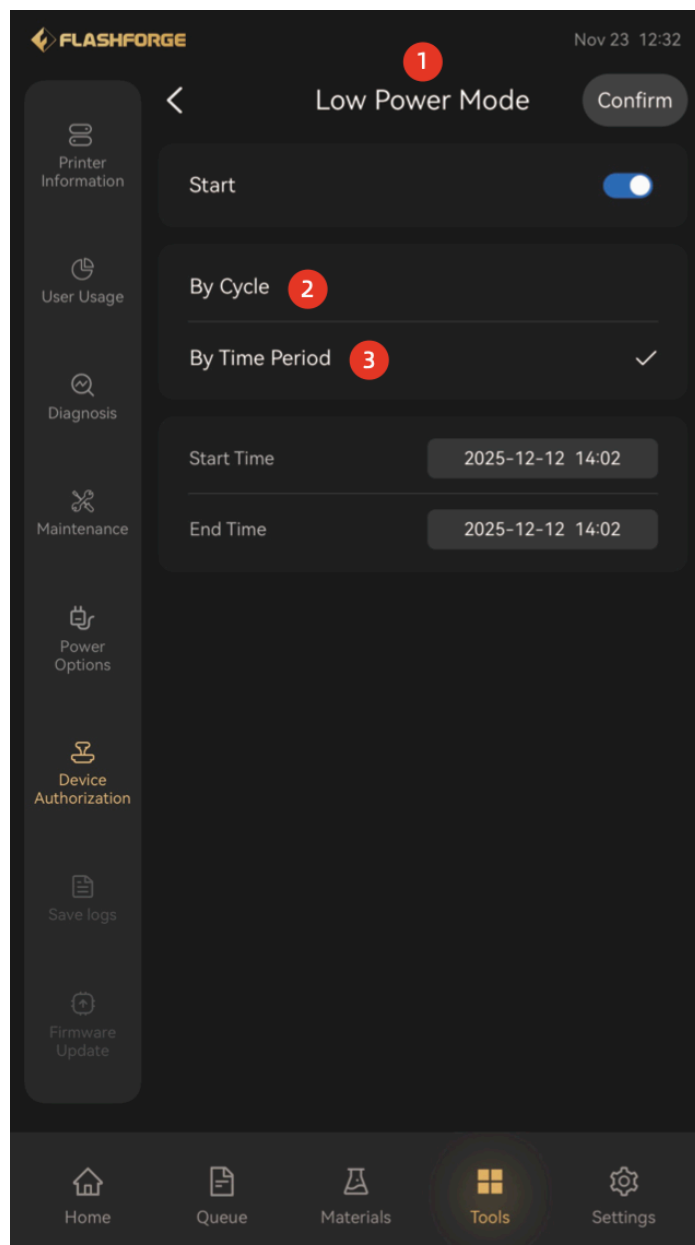 FLASHFORGE
Nov 23 12:32
1
Low Power Mode
Confirm
Printer
Information
User Usage
Diagnosis
Maintenance
Power
Options
Device
Authorization
Save logs
Firmware
Update
Start
By Cycle 2
By Time Period 3
Start Time 2025-12-12 14:02
End Time 2025-12-12 14:02
Home
Queue
Materials
Tools
Settings